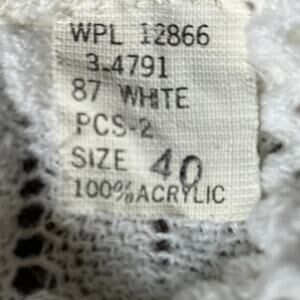 WPL 12866
3-4791
87 WHITE
PCS-2
SIZE 40
100% ACRYLIC